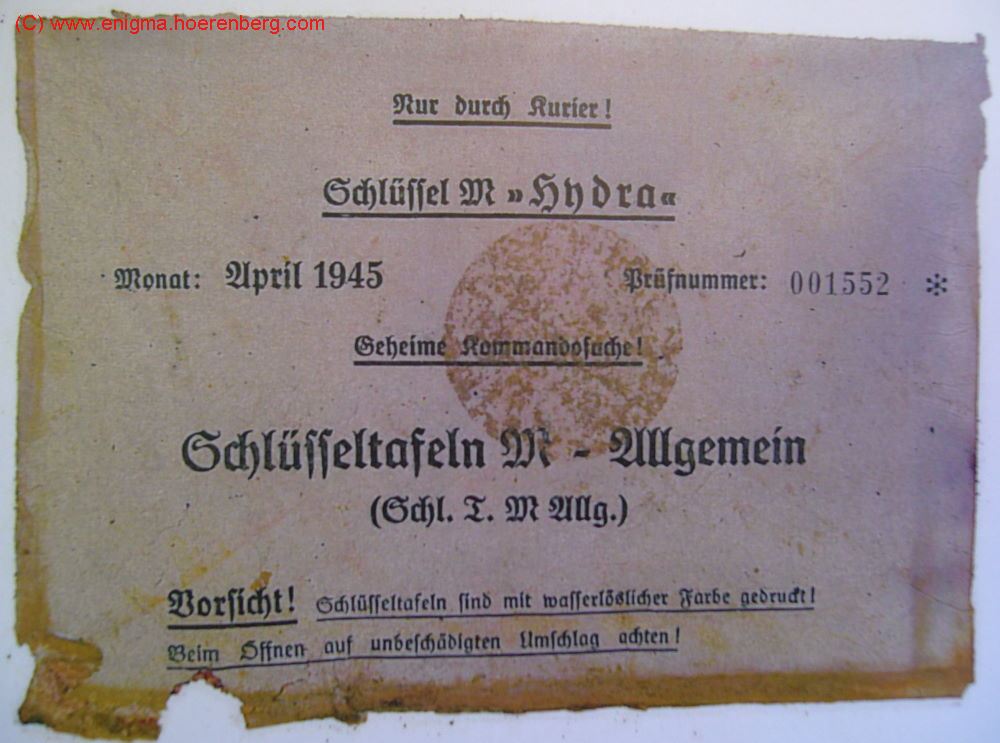 (C) www.enigma.hoerenberg.com
Nur durch Kurier!
Schlüssel M »Hydra«
Monat: April 1945 Prüfnummer: 001552 *
Geheime Kommandosache!
Schlüsseltafeln M - Allgemein
(Schl. T. M Allg.)
Vorsicht! Schlüsseltafeln sind mit wasserlöslicher Farbe gedruckt!
Beim Öffnen auf unbeschädigten Umschlag achten!